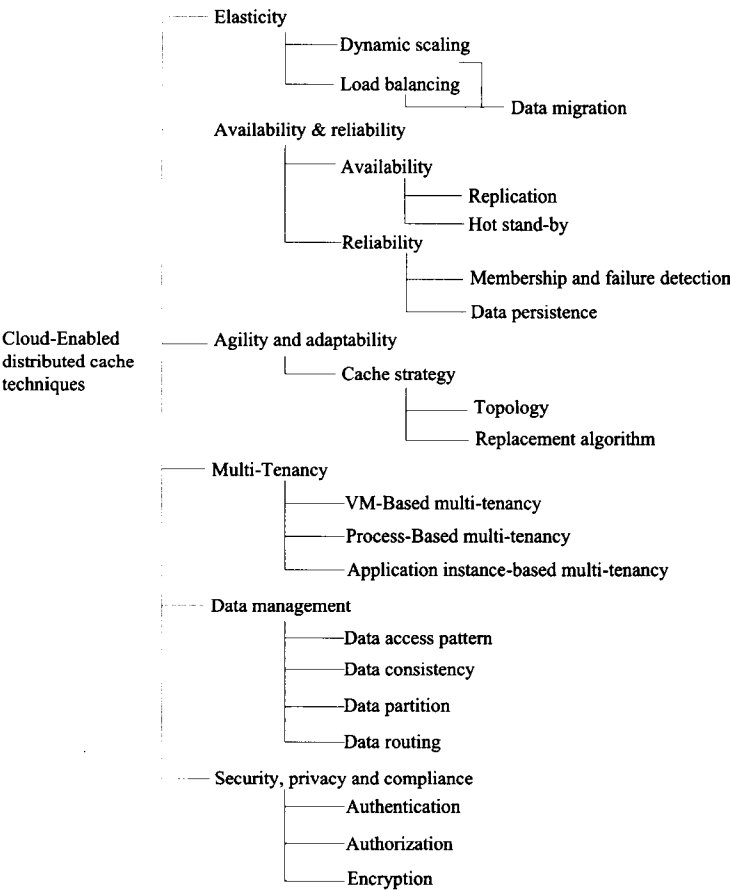 Elasticity
Dynamic scaling
Load balancing
Data migration
Availability & reliability
Availability
Replication
Hot stand-by
Reliability
Membership and failure detection
Data persistence
Cloud-Enabled
distributed cache
techniques
Agility and adaptability
Cache strategy
Topology
Replacement algorithm
Multi-Tenancy
VM-Based multi-tenancy
Process-Based multi-tenancy
Application instance-based multi-tenancy
Data management
Data access pattern
Data consistency
Data partition
Data routing
Security, privacy and compliance
Authentication
Authorization
Encryption